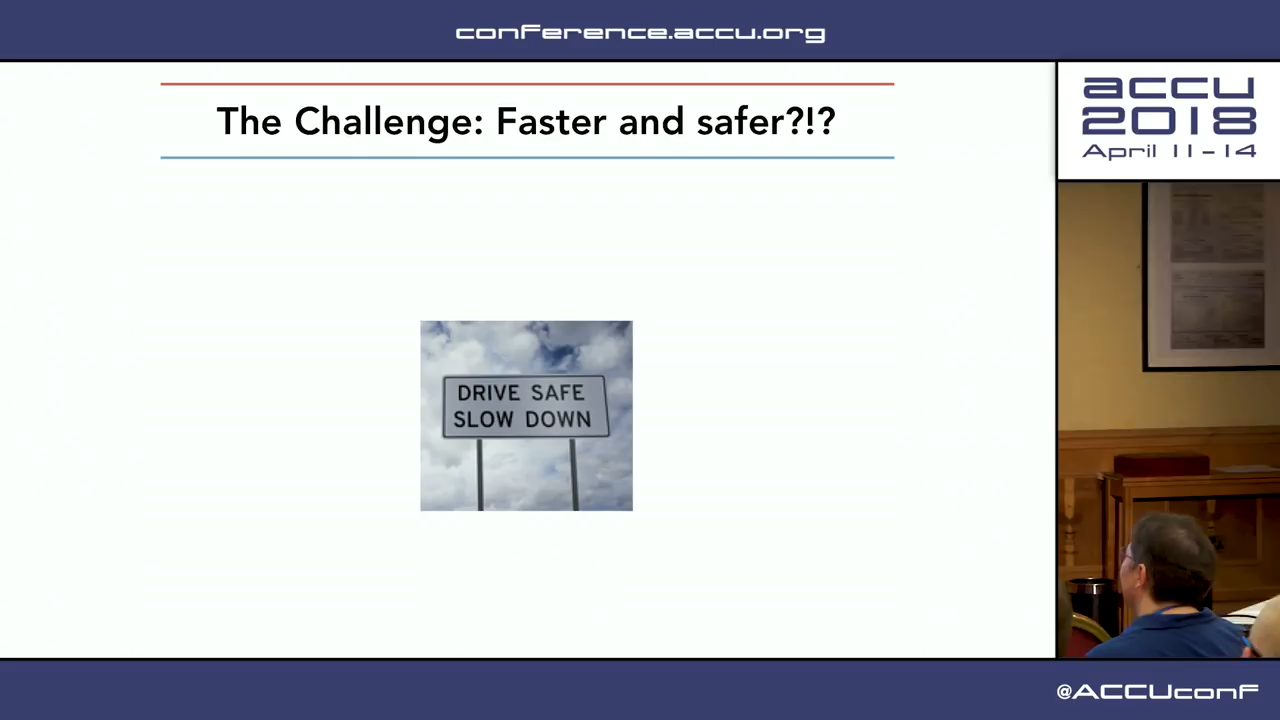 conference.accu.org
The Challenge: Faster and safer?!?
DRIVE SAFE
SLOW DOWN
accu
2018
April 11-14
@ACCUconf